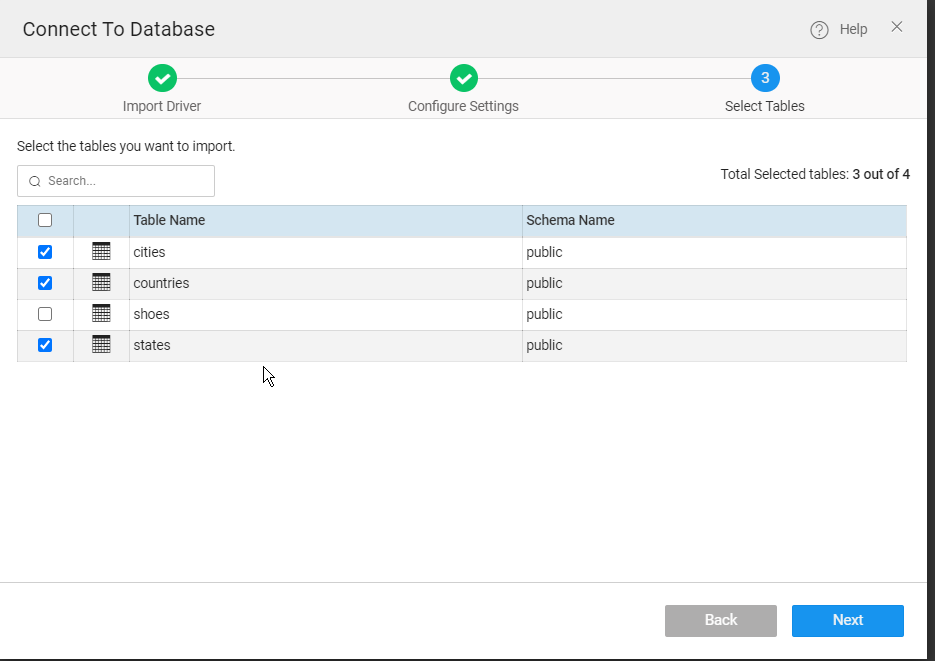 Connect To Database
? Help
3
Import Driver Configure Settings Select Tables
Select the tables you want to import.
Search...
Total Selected tables: 3 out of 4
Table Name Schema Name
cities public
countries public
shoes public
states public
Back Next